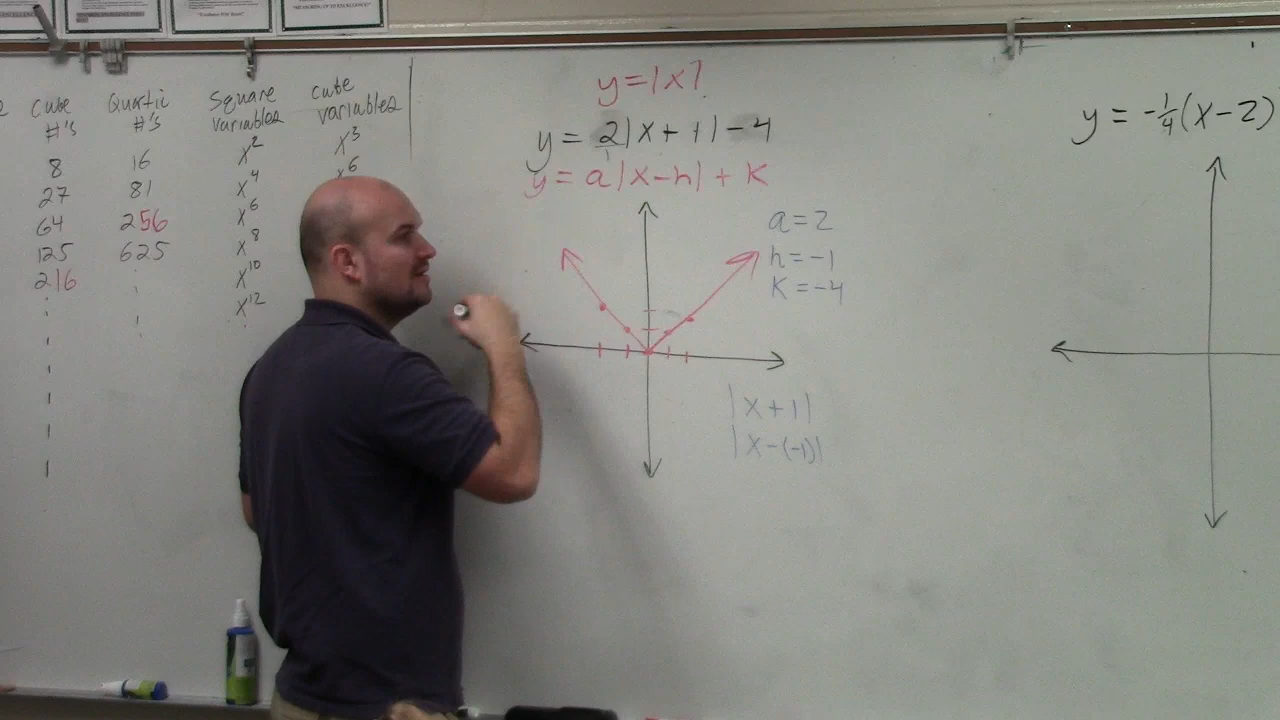 Cube #'s
8
27
64
125
216
Quartic #'s
16
81
256
625
Square variables
x²
x⁴
x⁶
x⁸
x¹⁰
x¹²
cube variables
x³
x⁶
y=|x|
y = 2|x+1|-4
y = a|x-h|+k
a=2
h=-1
k=-4
|x+1|
|x-(-1)|
y = -1/4(x-2)